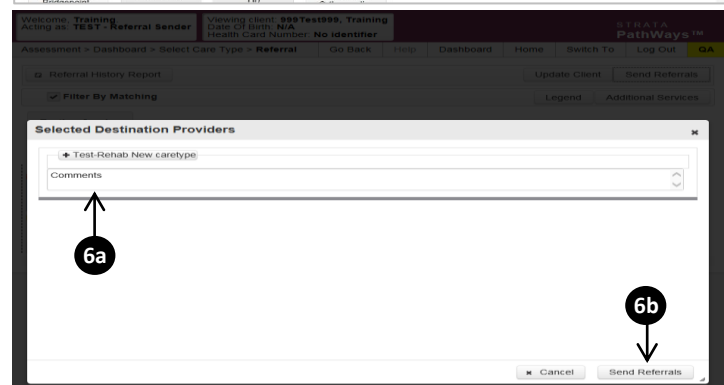 Welcome, Training
Acting as: TEST - Referral Sender
Viewing client: 999Test999, Training
Date Of Birth: N/A
Health Card Number: No identifier
STRATA
PathWays™
Assessment > Dashboard > Select Care Type > Referral
Go Back
Help
Dashboard
Home
Switch To
Log Out
QA
Referral History Report
Update Client
Send Referrals
Filter By Matching
Legend
Additional Services
Selected Destination Providers
Test-Rehab New caretype
Comments
6a
6b
Cancel
Send Referrals